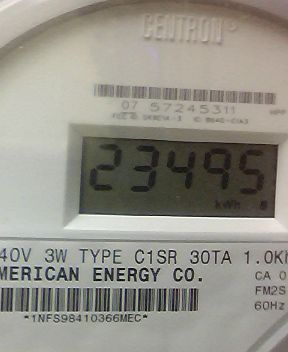 CENTRON®
07 57245311
23495
kWh
40V 3W TYPE C1SR 30TA 1.0Kh
MERICAN ENERGY CO.
CA 0
FM2S
60Hz
*1NFS98410366MEC*